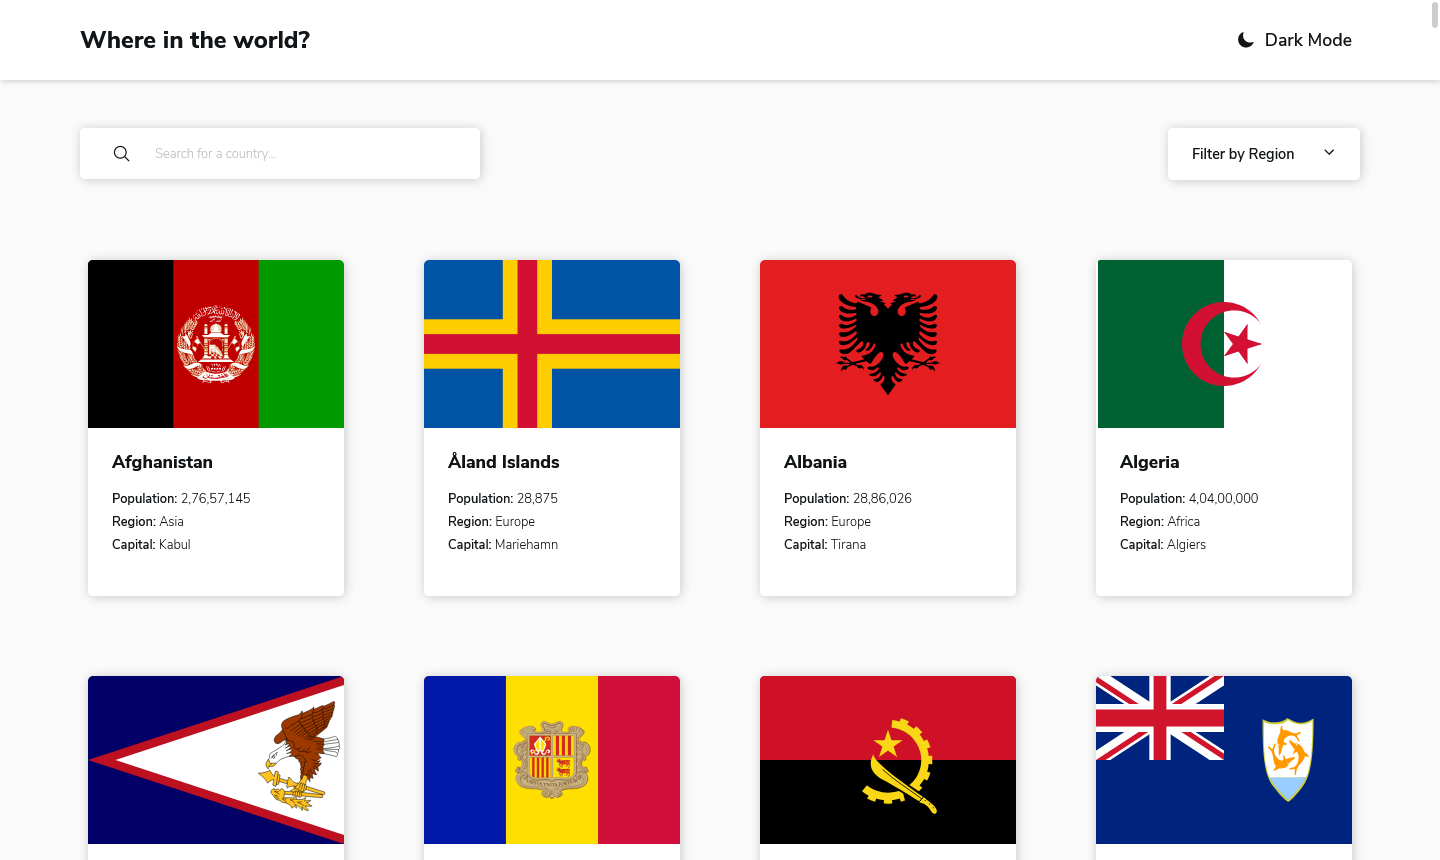 Where in the world?
Dark Mode
Search for a country...
Filter by Region
Afghanistan
Population: 2,76,57,145
Region: Asia
Capital: Kabul
Åland Islands
Population: 28,875
Region: Europe
Capital: Mariehamn
Albania
Population: 28,86,026
Region: Europe
Capital: Tirana
Algeria
Population: 4,04,00,000
Region: Africa
Capital: Algiers